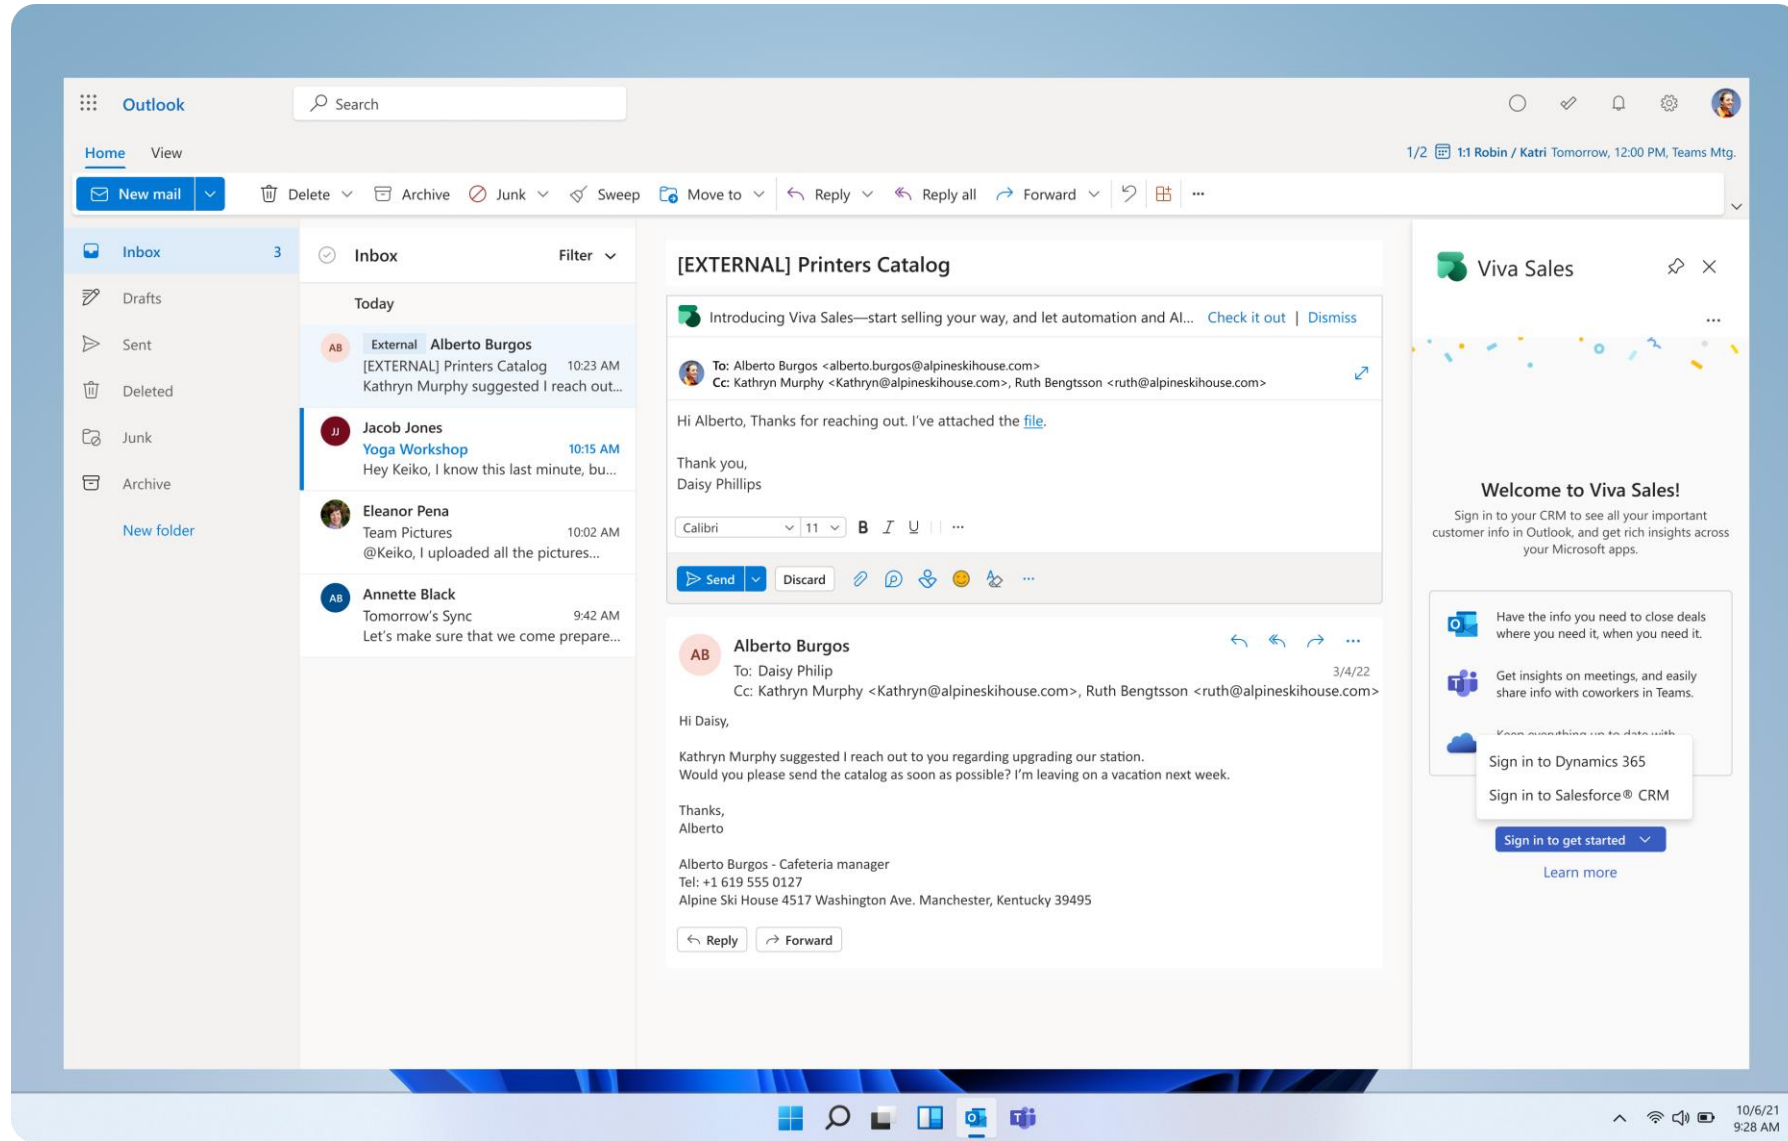 Outlook
Search
Home View
1/2 1:1 Robin / Katri Tomorrow, 12:00 PM, Teams Mtg.
New mail Delete Archive Junk Sweep Move to Reply Reply all Forward ...
Inbox 3
Drafts
Sent
Deleted
Junk
Archive
New folder
Inbox Filter
Today
AB External Alberto Burgos
[EXTERNAL] Printers Catalog 10:23 AM
Kathryn Murphy suggested I reach out...
JJ Jacob Jones
Yoga Workshop 10:15 AM
Hey Keiko, I know this last minute, bu...
Eleanor Pena
Team Pictures 10:02 AM
@Keiko, I uploaded all the pictures...
AB Annette Black
Tomorrow's Sync 9:42 AM
Let's make sure that we come prepare...
[EXTERNAL] Printers Catalog
Introducing Viva Sales—start selling your way, and let automation and AI... Check it out | Dismiss
To: Alberto Burgos <alberto.burgos@alpineskihouse.com>
Cc: Kathryn Murphy <Kathryn@alpineskihouse.com>, Ruth Bengtsson <ruth@alpineskihouse.com>
Hi Alberto, Thanks for reaching out. I've attached the file.
Thank you,
Daisy Phillips
Calibri 11 B I U ...
Send Discard ...
AB Alberto Burgos
To: Daisy Philip 3/4/22
Cc: Kathryn Murphy <Kathryn@alpineskihouse.com>, Ruth Bengtsson <ruth@alpineskihouse.com>
Hi Daisy,
Kathryn Murphy suggested I reach out to you regarding upgrading our station.
Would you please send the catalog as soon as possible? I'm leaving on a vacation next week.
Thanks,
Alberto
Alberto Burgos - Cafeteria manager
Tel: +1 619 555 0127
Alpine Ski House 4517 Washington Ave. Manchester, Kentucky 39495
Reply Forward
Viva Sales
...
Welcome to Viva Sales!
Sign in to your CRM to see all your important
customer info in Outlook, and get rich insights across
your Microsoft apps.
Have the info you need to close deals
where you need it, when you need it.
Get insights on meetings, and easily
share info with coworkers in Teams.
Keep everything up to date with
Sign in to Dynamics 365
Sign in to Salesforce® CRM
Sign in to get started
Learn more
10/6/21
9:28 AM